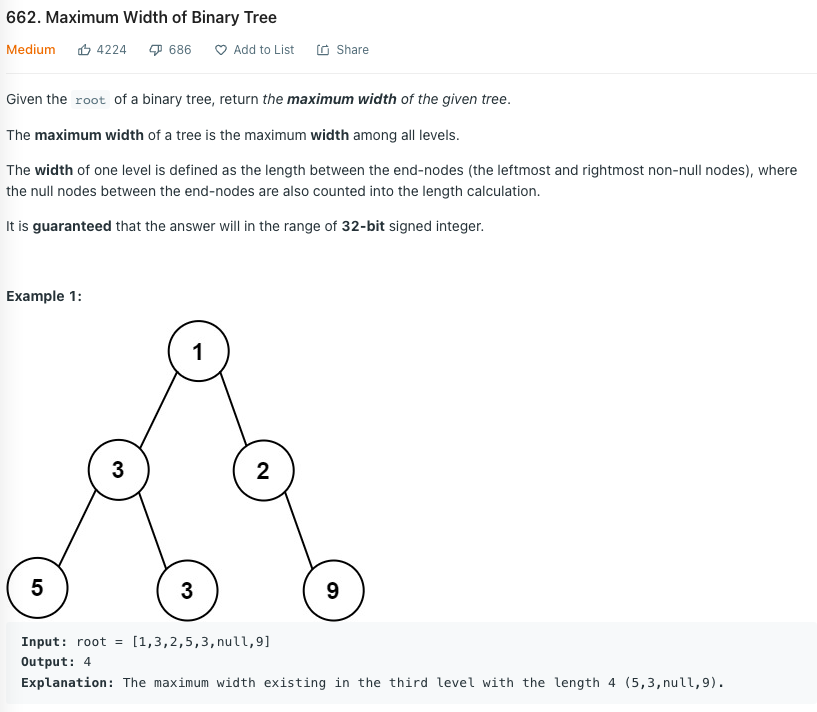 662. Maximum Width of Binary Tree
Medium 4224 686 Add to List Share
Given the root of a binary tree, return the maximum width of the given tree.
The maximum width of a tree is the maximum width among all levels.
The width of one level is defined as the length between the end-nodes (the leftmost and rightmost non-null nodes), where
the null nodes between the end-nodes are also counted into the length calculation.
It is guaranteed that the answer will in the range of 32-bit signed integer.
Example 1:
1
3 2
5 3 9
Input: root = [1,3,2,5,3,null,9]
Output: 4
Explanation: The maximum width existing in the third level with the length 4 (5,3,null,9).